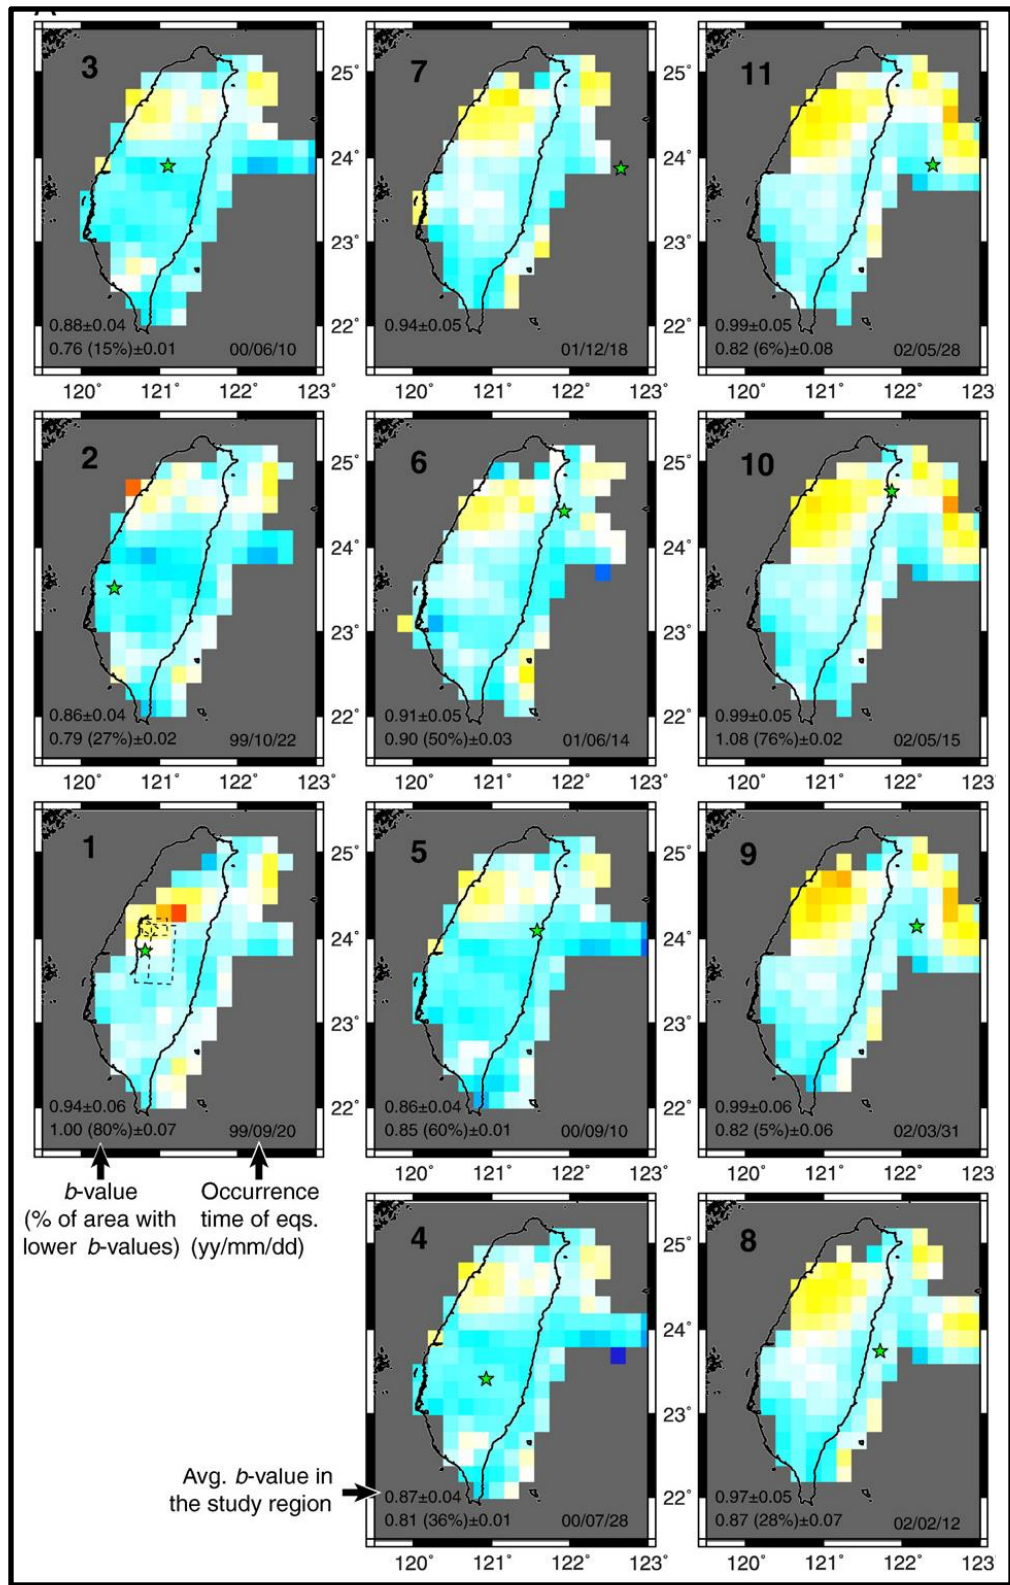 3
7
11
25°
25°
24°
24°
23°
23°
22°
22°
0.88±0.04
0.76 (15%)±0.01 00/06/10
0.94±0.05
01/12/18
0.99±0.05
0.82 (6%)±0.08 02/05/28
120° 121° 122° 123°
120° 121° 122° 123°
120° 121° 122° 123°
2
6
10
25°
25°
24°
24°
23°
23°
22°
22°
0.86±0.04
0.79 (27%)±0.02 99/10/22
0.91±0.05
0.90 (50%)±0.03 01/06/14
0.99±0.05
1.08 (76%)±0.02 02/05/15
120° 121° 122° 123°
120° 121° 122° 123°
120° 121° 122° 123°
1
5
9
25°
25°
24°
24°
23°
23°
22°
22°
0.94±0.06
1.00 (80%)±0.07 99/09/20
0.86±0.04
0.85 (60%)±0.01 00/09/10
0.99±0.06
0.82 (5%)±0.06 02/03/31
120° 121° 122° 123°
120° 121° 122° 123°
b-value
(% of area with
lower b-values)
Occurrence
time of eqs.
(yy/mm/dd)
4
8
25°
24°
23°
22°
Avg. b-value in
the study region
0.87±0.04
0.81 (36%)±0.01 00/07/28
0.97±0.05
0.87 (28%)±0.07 02/02/12
120° 121° 122° 123°
120° 121° 122° 123°